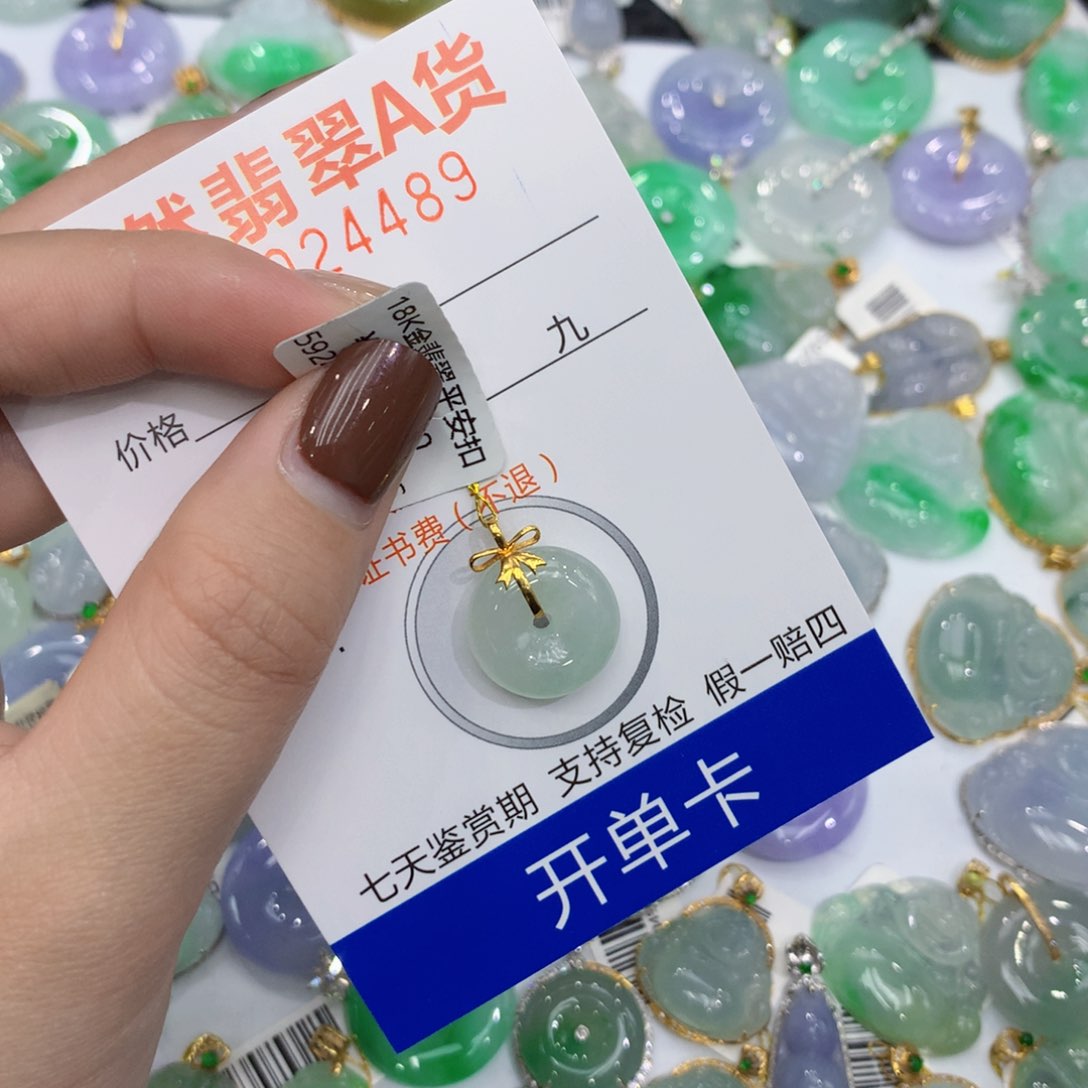 然翡翠A货
924489
九
价格
18K金翡翠平安扣
592
证书费（不退）
七天鉴赏期 支持复检 假一赔四
开单卡